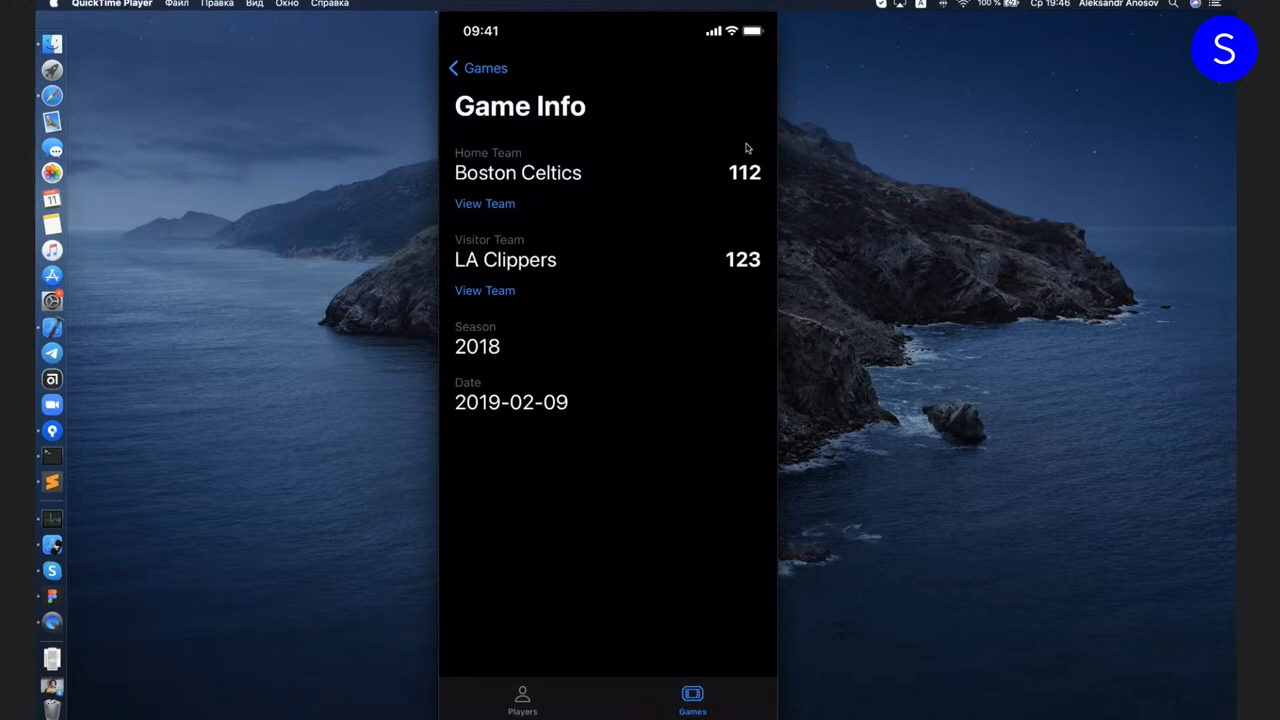 QuickTime Player Файл Правка Вид Окно Справка
A 100 % Ср 19:46 Aleksandr Anosov
S
09:41
Games
Game Info
Home Team
Boston Celtics 112
View Team
Visitor Team
LA Clippers 123
View Team
Season
2018
Date
2019-02-09
Players Games
11